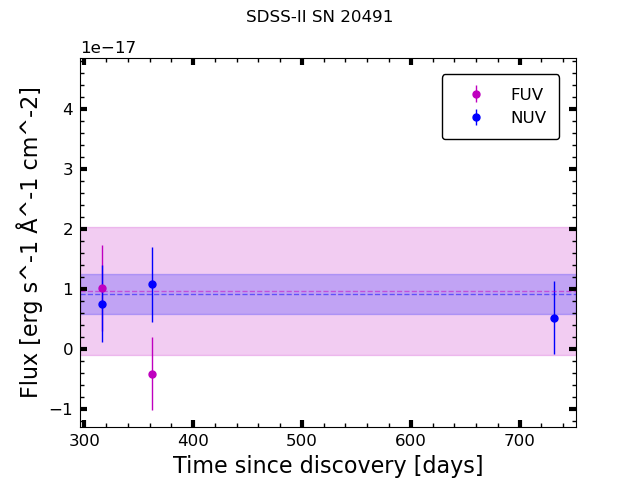 SDSS-II SN 20491
1e−17
FUV
NUV
4
3
2
1
0
−1
300 400 500 600 700
Flux [erg s^-1 Å^-1 cm^-2]
Time since discovery [days]